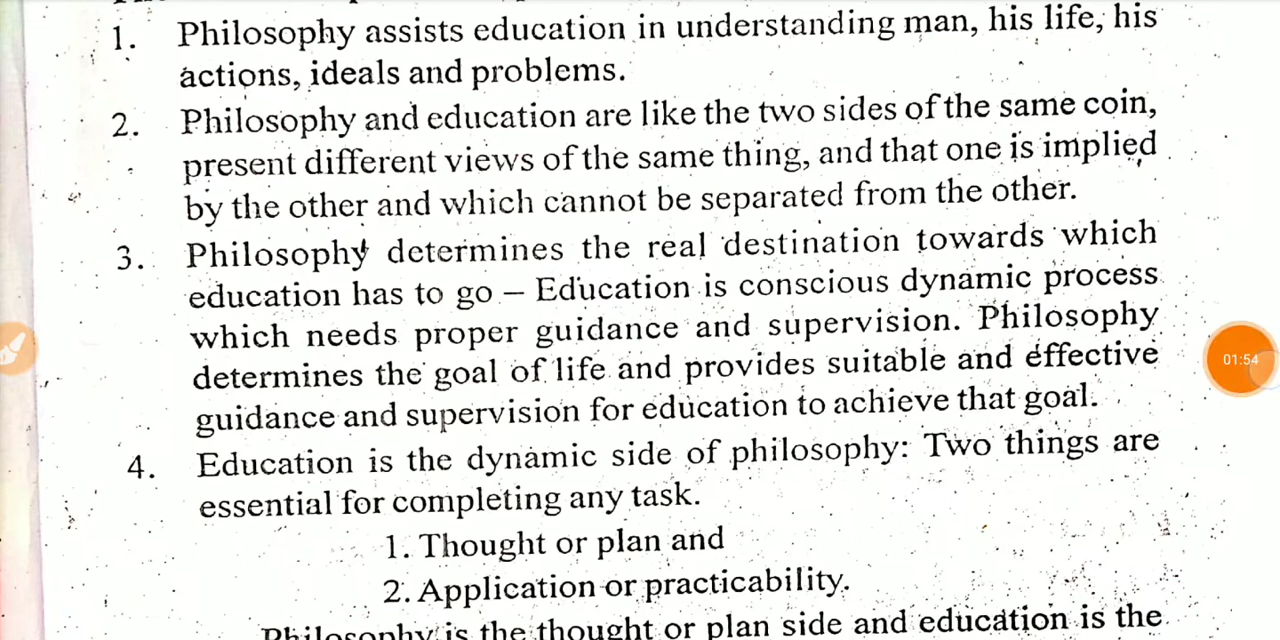 1. Philosophy assists education in understanding man, his life, his
actions, ideals and problems.
2. Philosophy and education are like the two sides of the same coin,
present different views of the same thing, and that one is implied
by the other and which cannot be separated from the other.
3. Philosophy determines the real destination towards which
education has to go – Education is conscious dynamic process
which needs proper guidance and supervision. Philosophy
determines the goal of life and provides suitable and effective
guidance and supervision for education to achieve that goal.
01:54
4. Education is the dynamic side of philosophy: Two things are
essential for completing any task.
1. Thought or plan and
2. Application or practicability.
Philosophy is the thought or plan side and education is the